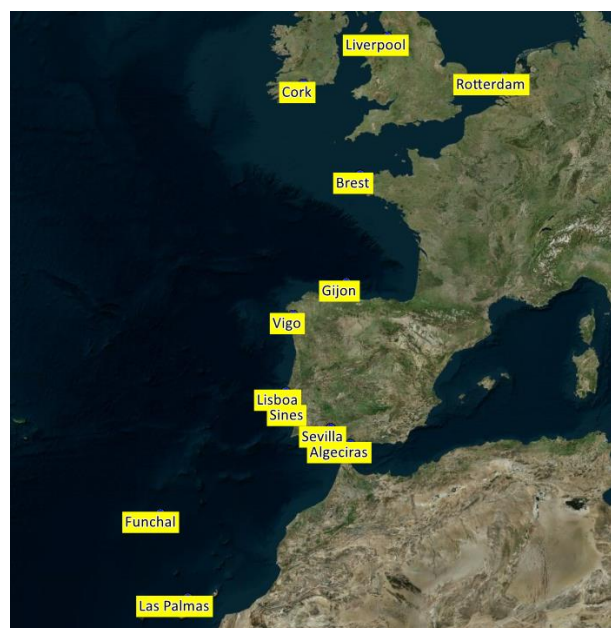 Liverpool
Rotterdam
Cork
Brest
Gijon
Vigo
Lisboa
Sines
Sevilla
Algeciras
Funchal
Las Palmas